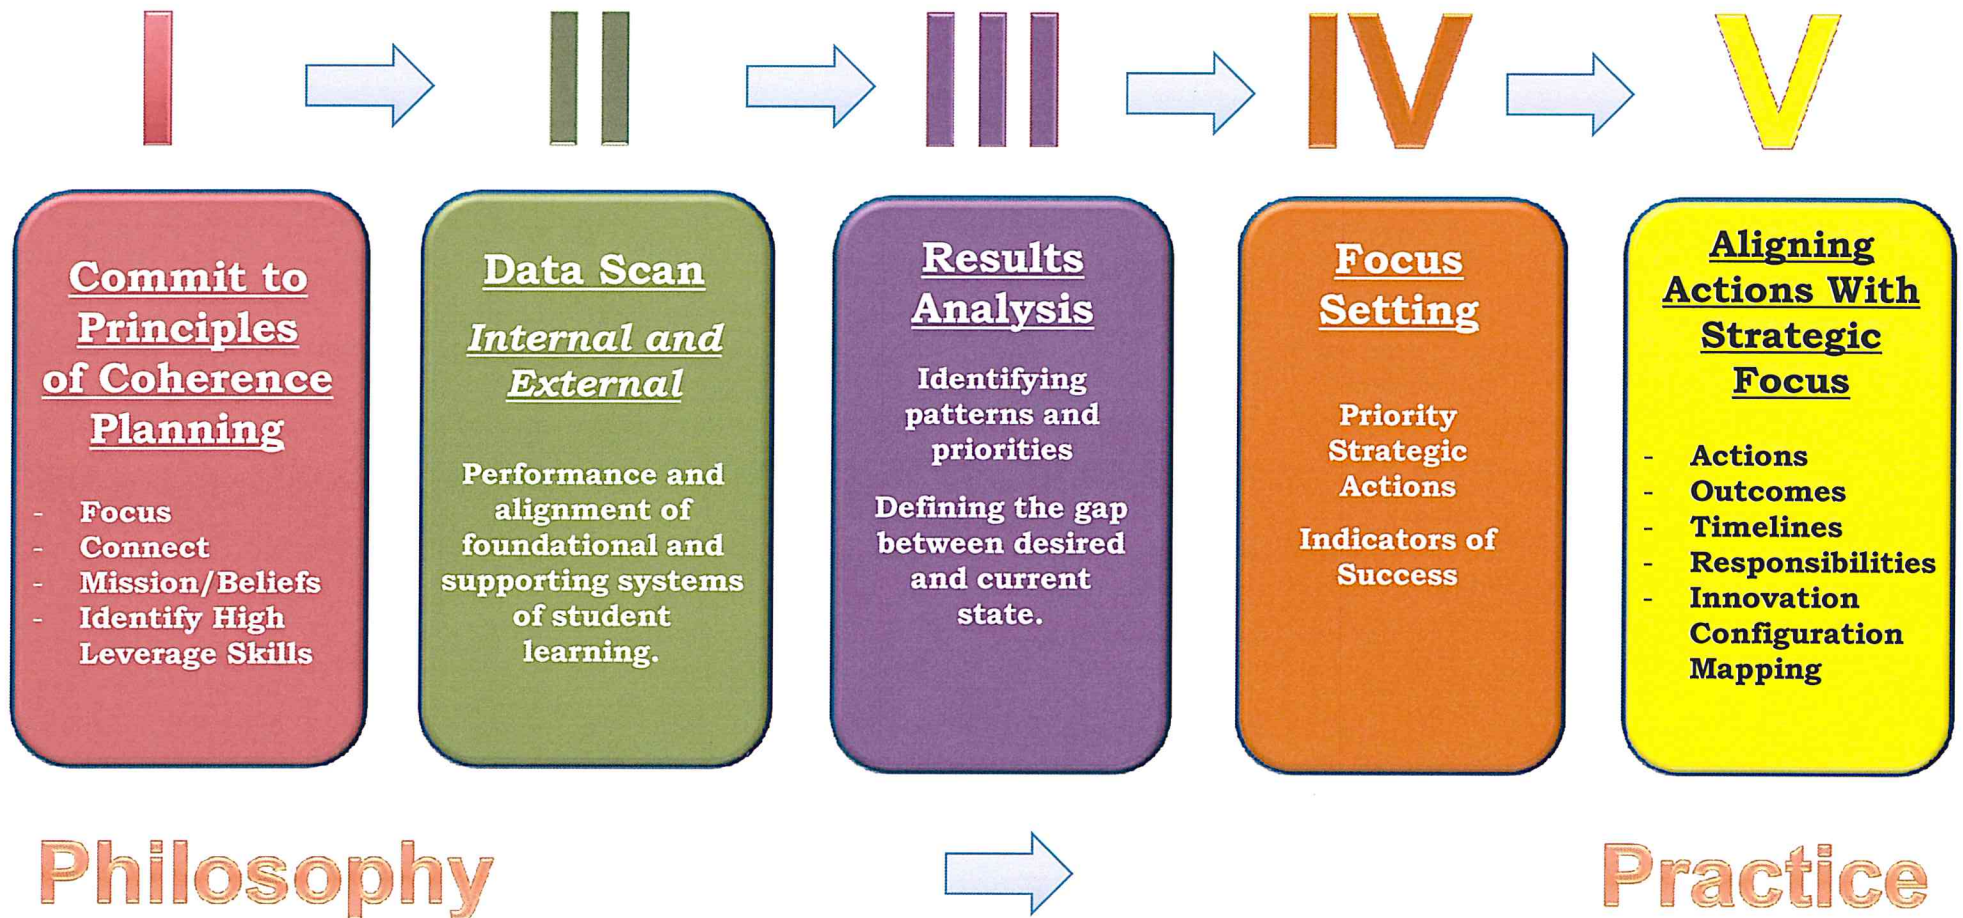 I
II
III
IV
V
Commit to
Principles
of Coherence
Planning
- Focus
- Connect
- Mission/Beliefs
- Identify High
Leverage Skills
Data Scan
Internal and
External
Performance and
alignment of
foundational and
supporting systems
of student
learning.
Results
Analysis
Identifying
patterns and
priorities
Defining the gap
between desired
and current
state.
Focus
Setting
Priority
Strategic
Actions
Indicators of
Success
Aligning
Actions With
Strategic
Focus
- Actions
- Outcomes
- Timelines
- Responsibilities
- Innovation
Configuration
Mapping
Philosophy
Practice